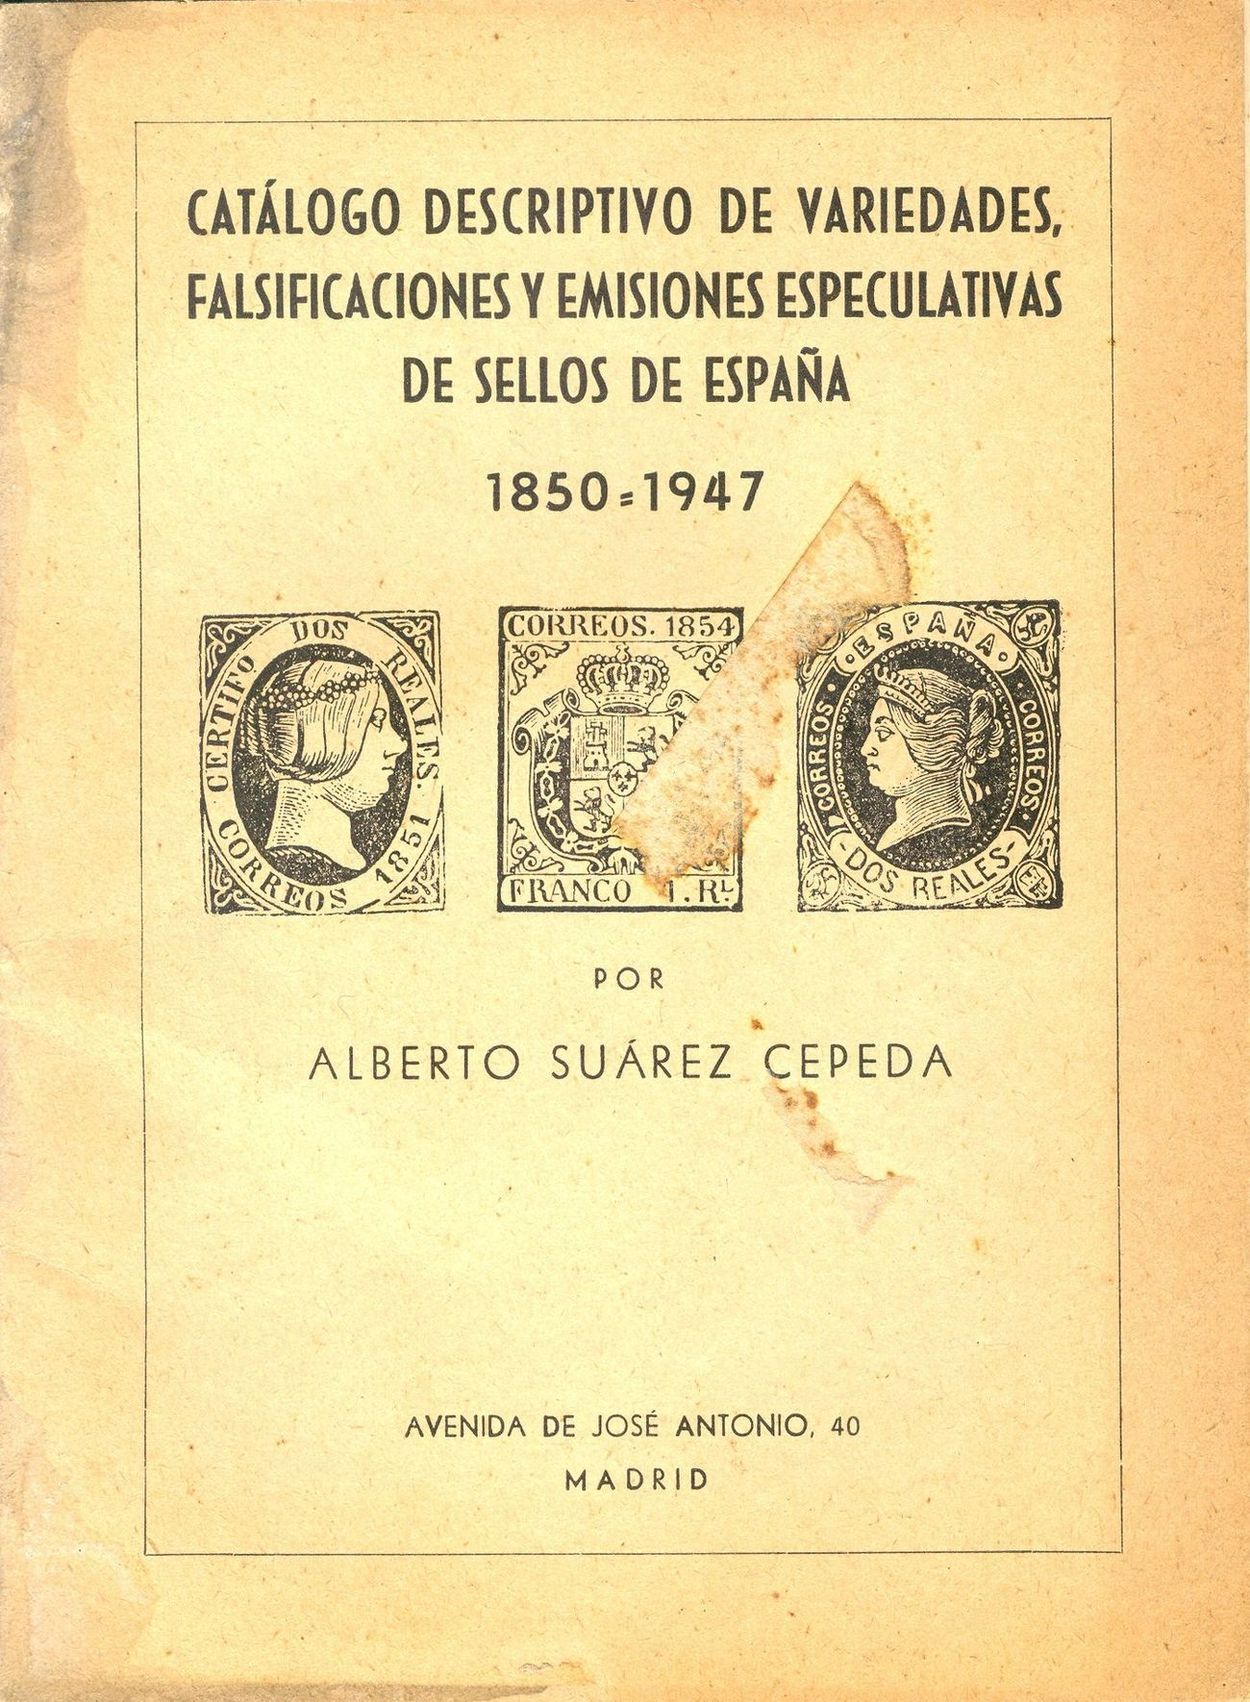 CATÁLOGO DESCRIPTIVO DE VARIEDADES,
FALSIFICACIONES Y EMISIONES ESPECULATIVAS
DE SELLOS DE ESPAÑA
1850=1947
DOS REALES.
CERTIFO
CORREOS 1851
CORREOS. 1854
FRANCO 1. RL
ESPAÑA
CORREOS
CORREOS
DOS REALES
POR
ALBERTO SUÁREZ CEPEDA
AVENIDA DE JOSÉ ANTONIO, 40
MADRID